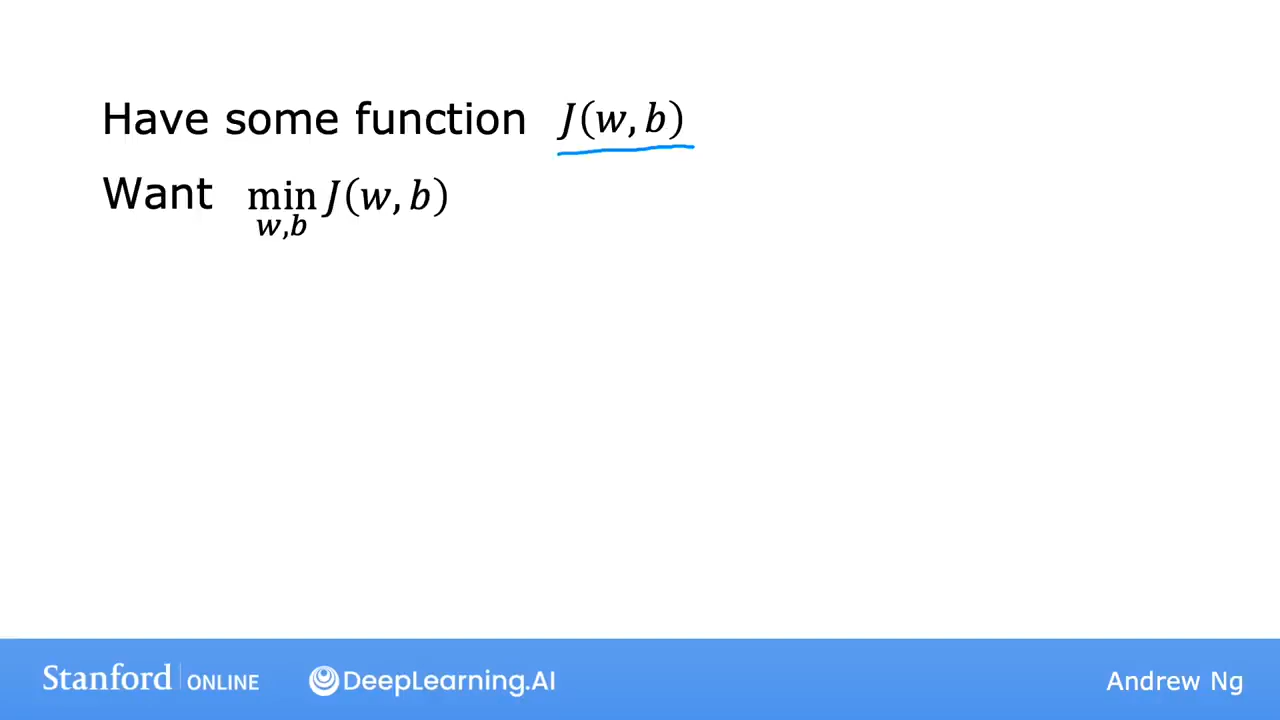 Have some function J(w, b)
Want min J(w, b)
w,b
Stanford ONLINE DeepLearning.AI Andrew Ng